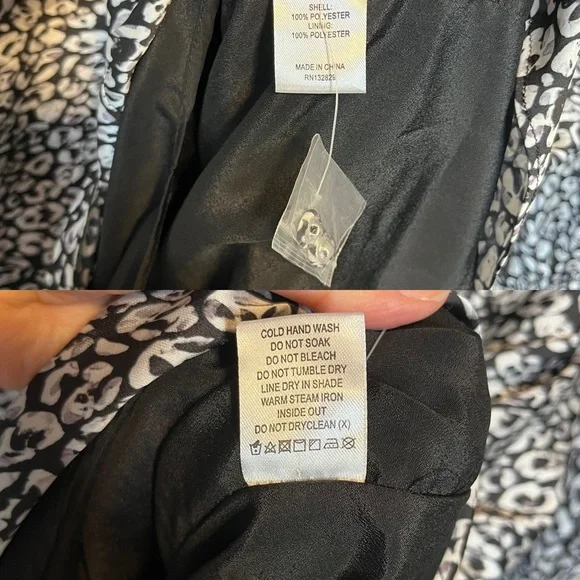 SHELL:
100% POLYESTER
LINNIG:
100% POLYESTER
MADE IN CHINA
RN132829
COLD HAND WASH
DO NOT SOAK
DO NOT BLEACH
DO NOT TUMBLE DRY
LINE DRY IN SHADE
WARM STEAM IRON
INSIDE OUT
DO NOT DRYCLEAN (X)